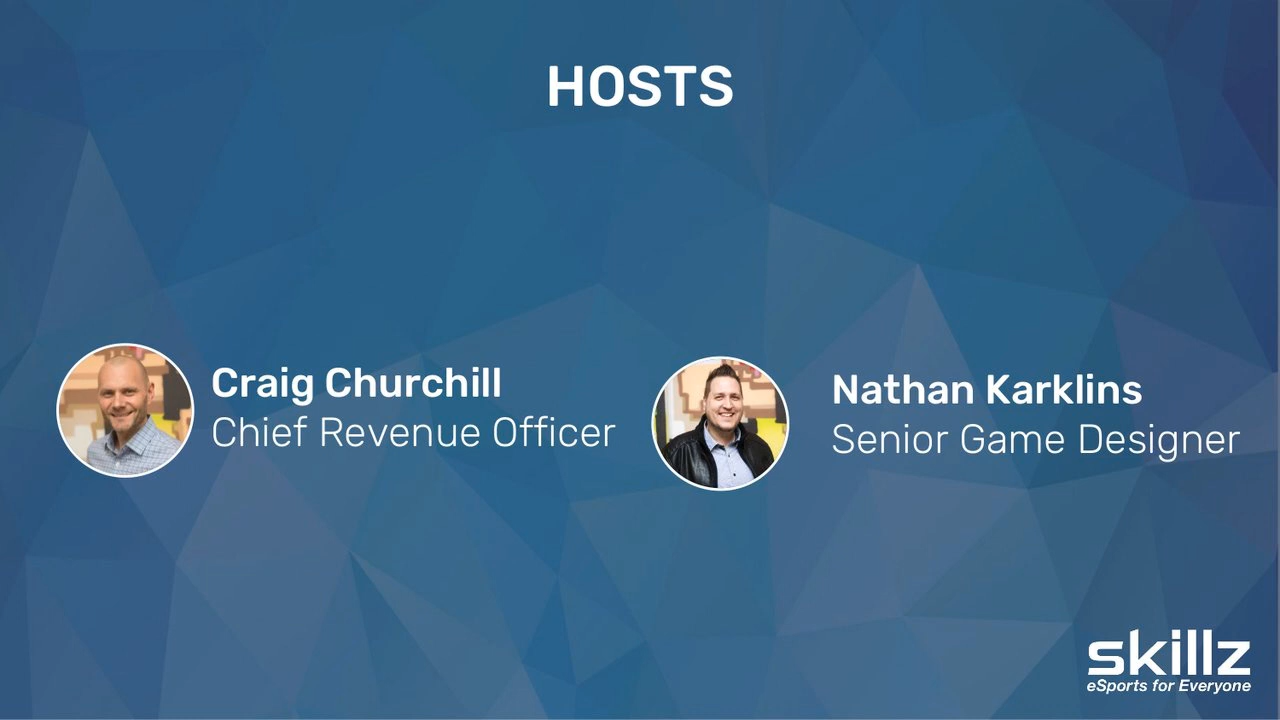 HOSTS
Craig Churchill
Chief Revenue Officer
Nathan Karklins
Senior Game Designer
skillz
eSports for Everyone